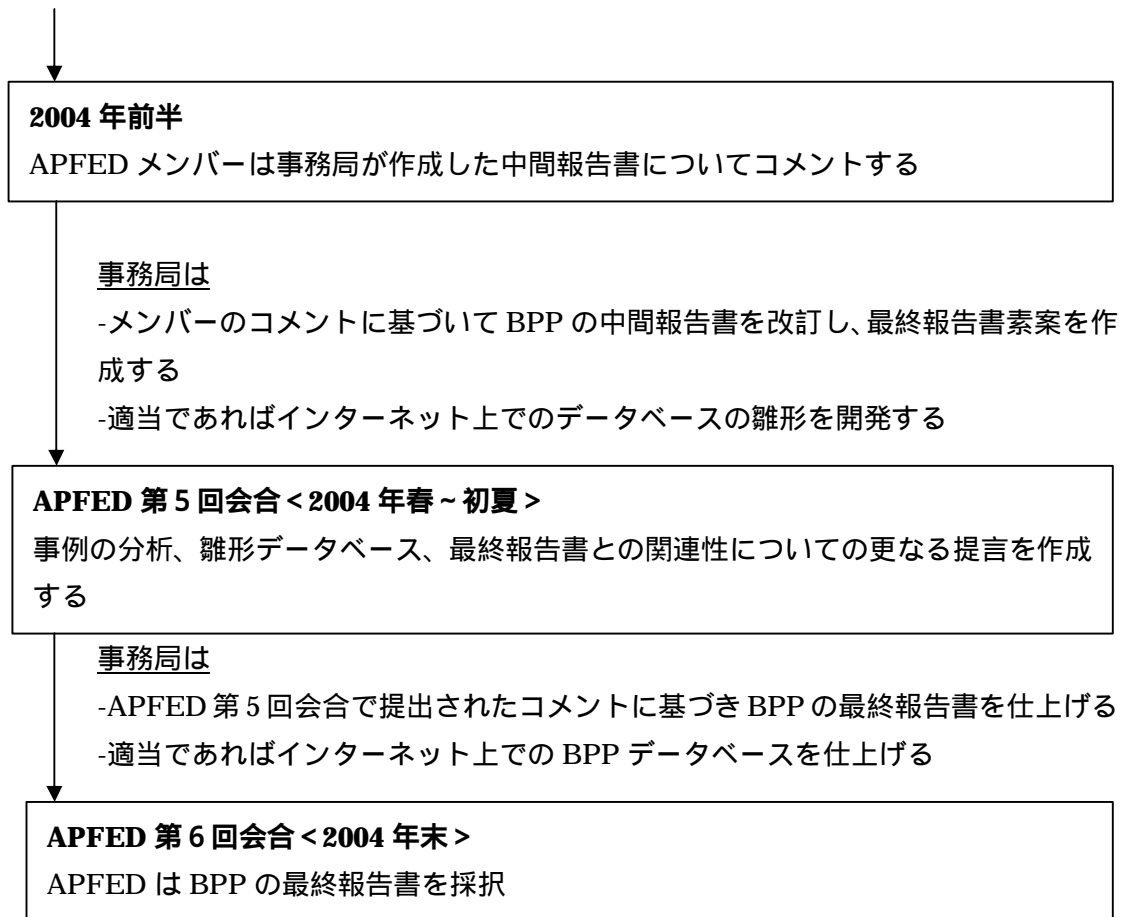 2004 年前半
APFED メンバーは事務局が作成した中間報告書についてコメントする
事務局は
-メンバーのコメントに基づいて BPP の中間報告書を改訂し、最終報告書素案を作
成する
-適当であればインターネット上でのデータベースの雛形を開発する
APFED 第５回会合＜2004 年春～初夏＞
事例の分析、雛形データベース、最終報告書との関連性についての更なる提言を作成
する
事務局は
-APFED 第５回会合で提出されたコメントに基づき BPP の最終報告書を仕上げる
-適当であればインターネット上での BPP データベースを仕上げる
APFED 第６回会合＜2004 年末＞
APFED は BPP の最終報告書を採択